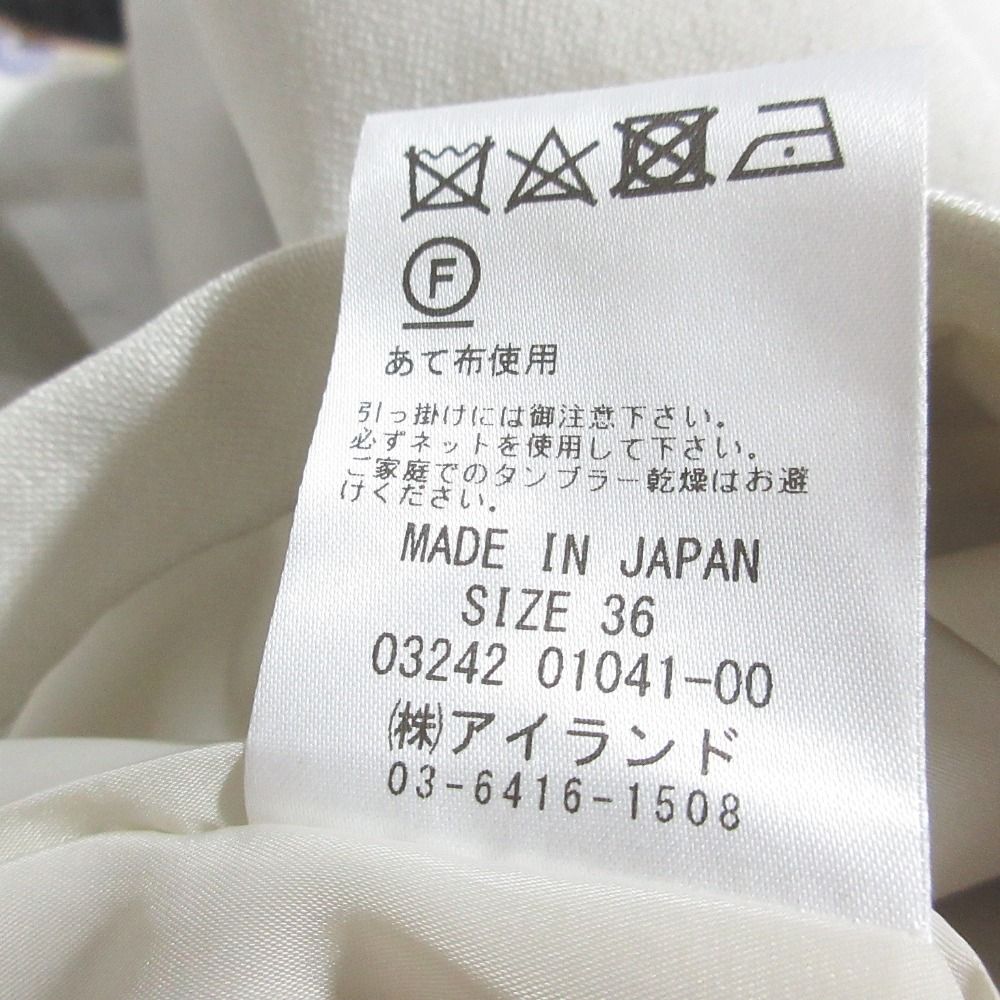 F
あて布使用
引っ掛けには御注意下さい。
必ずネットを使用して下さい。
ご家庭でのタンブラー乾燥はお避
けください。
MADE IN JAPAN
SIZE 36
03242 01041-00
㈱アイランド
03-6416-1508